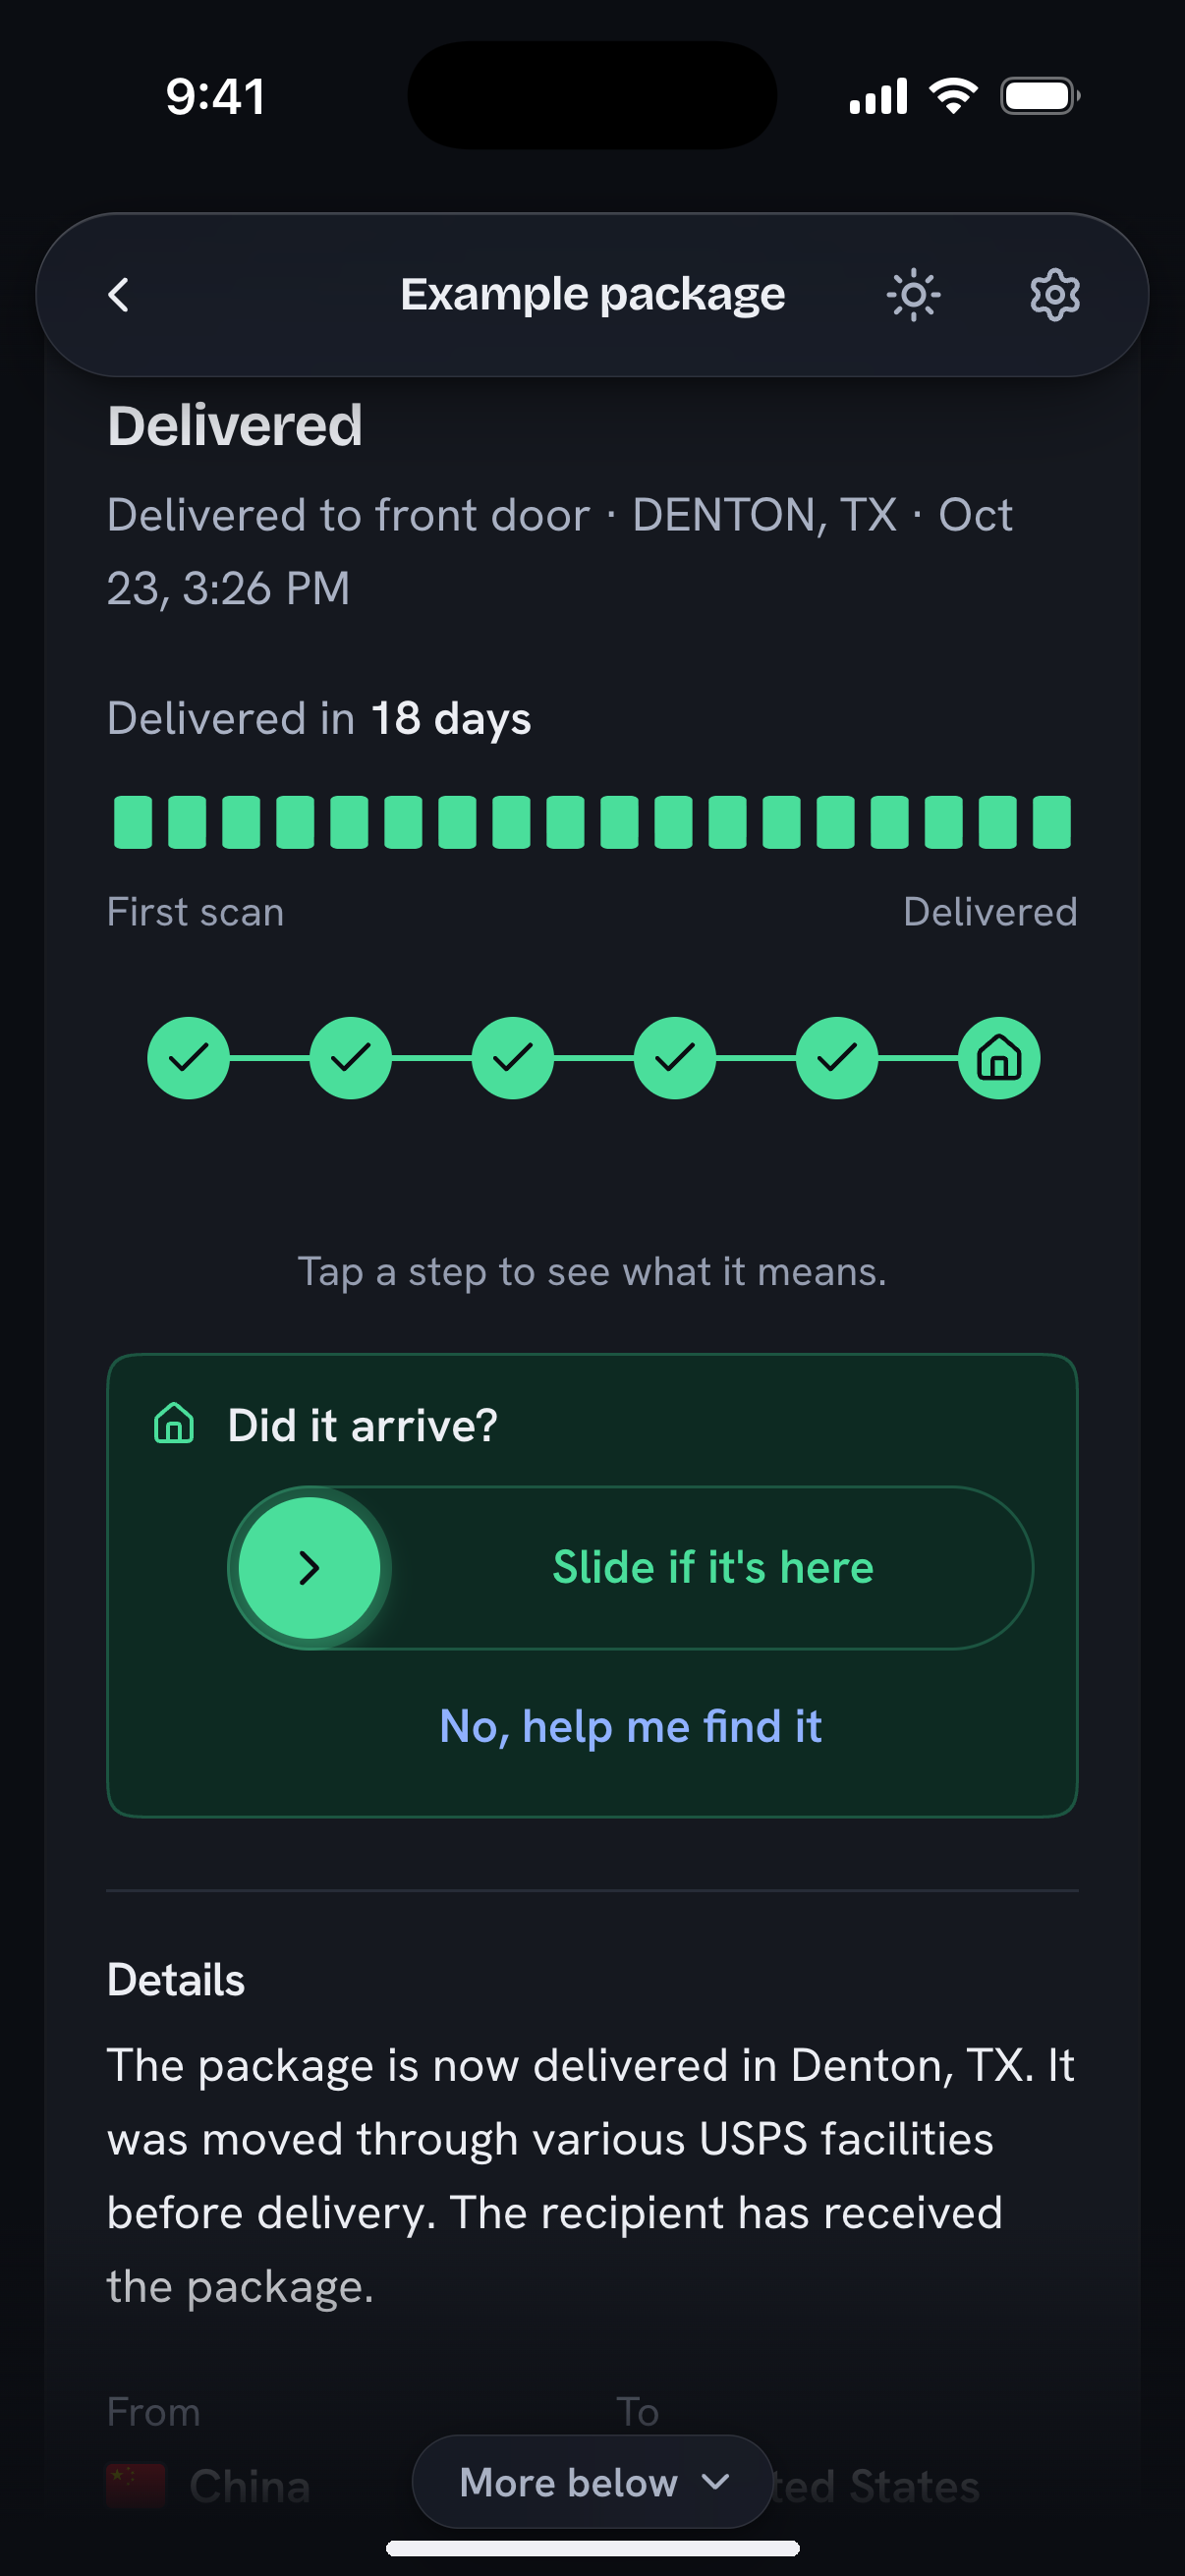 9:41
Example package
Delivered
Delivered to front door · DENTON, TX · Oct
23, 3:26 PM
Delivered in 18 days
First scan
Delivered
Tap a step to see what it means.
Did it arrive?
Slide if it's here
No, help me find it
Details
The package is now delivered in Denton, TX. It
was moved through various USPS facilities
before delivery. The recipient has received
the package.
From
To
China
ted States
More below